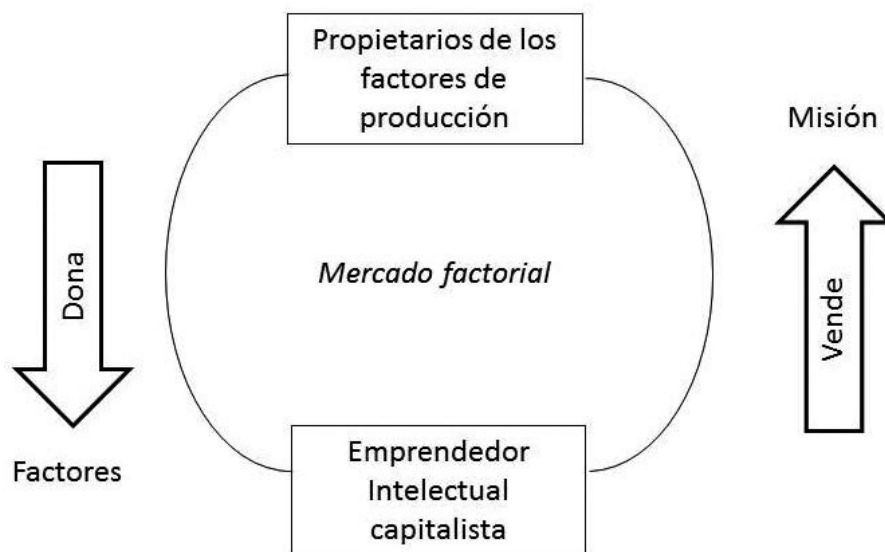 Propietarios de los
factores de
producción
Misión
Dona
Mercado factorial
Vende
Factores
Emprendedor
Intelectual
capitalista